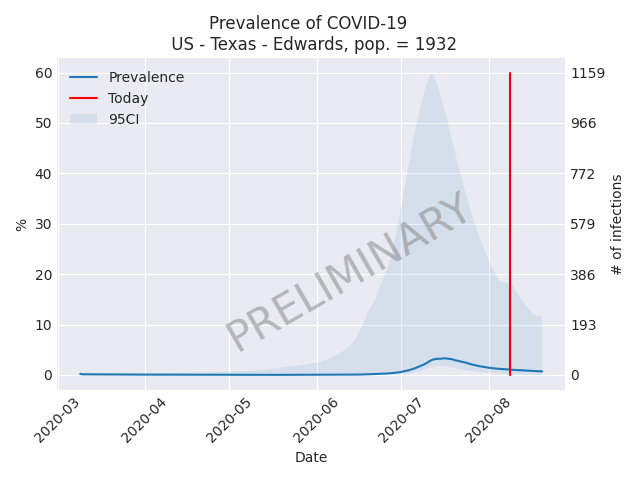 Prevalence of COVID-19
US - Texas - Edwards, pop. = 1932
Prevalence
Today
95CI
60
50
40
30
20
10
0
%
1159
966
772
579
386
193
0
# of infections
PRELIMINARY
2020-03
2020-04
2020-05
2020-06
2020-07
2020-08
Date